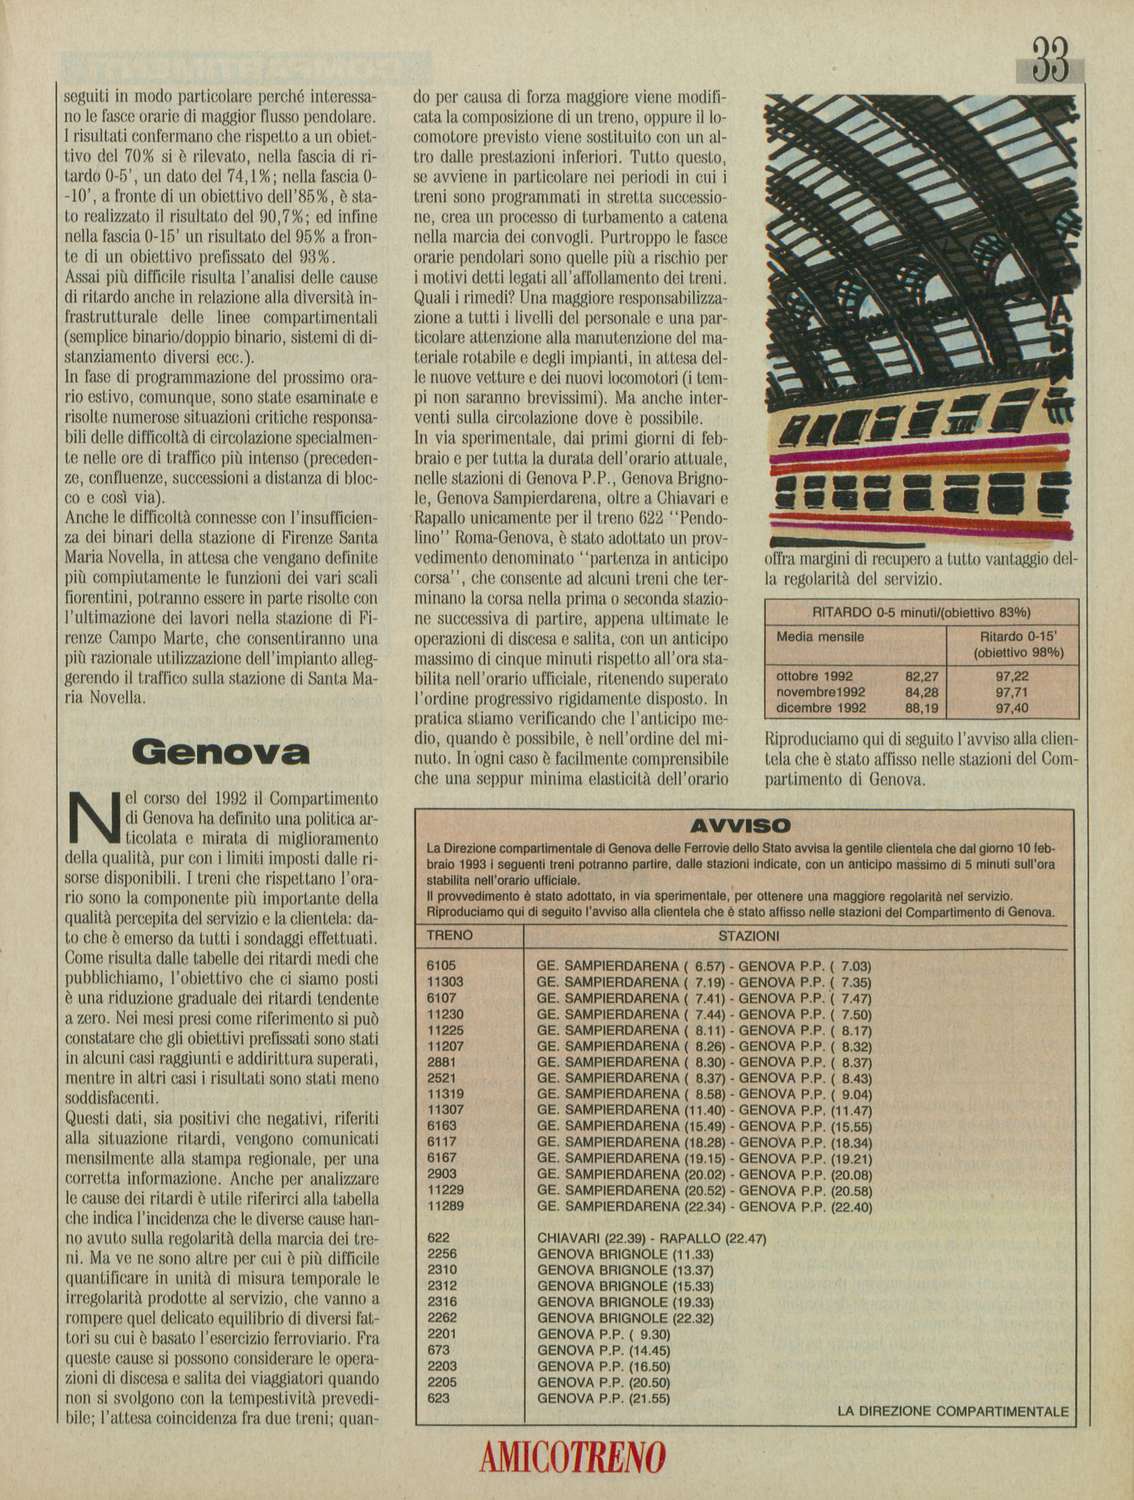 33
seguiti in modo particolare perché interessa-
no le fasce orarie di maggior flusso pendolare.
I risultati confermano che rispetto a un obiet-
tivo del 70% si è rilevato, nella fascia di ri-
tardo 0-5', un dato del 74,1%; nella fascia 0-
-10', a fronte di un obiettivo dell'85%, è sta-
to realizzato il risultato del 90,7%; ed infine
nella fascia 0-15' un risultato del 95% a fron-
te di un obiettivo prefissato del 93%.
Assai più difficile risulta l'analisi delle cause
di ritardo anche in relazione alla diversità in-
frastrutturale delle linee compartimentali
(semplice binario/doppio binario, sistemi di di-
stanziamento diversi ecc.).
In fase di programmazione del prossimo ora-
rio estivo, comunque, sono state esaminate e
risolte numerose situazioni critiche responsa-
bili delle difficoltà di circolazione specialmen-
te nelle ore di traffico più intenso (preceden-
ze, confluenze, successioni a distanza di bloc-
co e così via).
Anche le difficoltà connesse con l'insufficien-
za dei binari della stazione di Firenze Santa
Maria Novella, in attesa che vengano definite
più compiutamente le funzioni dei vari scali
fiorentini, potranno essere in parte risolte con
l'ultimazione dei lavori nella stazione di Fi-
renze Campo Marte, che consentiranno una
più razionale utilizzazione dell'impianto alleg-
gerendo il traffico sulla stazione di Santa Ma-
ria Novella.
Genova
Nel corso del 1992 il Compartimento
di Genova ha definito una politica ar-
ticolata e mirata di miglioramento
della qualità, pur con i limiti imposti dalle ri-
sorse disponibili. I treni che rispettano l'ora-
rio sono la componente più importante della
qualità percepita del servizio e la clientela: da-
to che è emerso da tutti i sondaggi effettuati.
Come risulta dalle tabelle dei ritardi medi che
pubblichiamo, l'obiettivo che ci siamo posti
è una riduzione graduale dei ritardi tendente
a zero. Nei mesi presi come riferimento si può
constatare che gli obiettivi prefissati sono stati
in alcuni casi raggiunti e addirittura superati,
mentre in altri casi i risultati sono stati meno
soddisfacenti.
Questi dati, sia positivi che negativi, riferiti
alla situazione ritardi, vengono comunicati
mensilmente alla stampa regionale, per una
corretta informazione. Anche per analizzare
le cause dei ritardi è utile riferirci alla tabella
che indica l'incidenza che le diverse cause han-
no avuto sulla regolarità della marcia dei tre-
ni. Ma ve ne sono altre per cui è più difficile
quantificare in unità di misura temporale le
irregolarità prodotte al servizio, che vanno a
rompere quel delicato equilibrio di diversi fat-
tori su cui è basato l'esercizio ferroviario. Fra
queste cause si possono considerare le opera-
zioni di discesa e salita dei viaggiatori quando
non si svolgono con la tempestività prevedi-
bile; l'attesa coincidenza fra due treni; quan-
do per causa di forza maggiore viene modifi-
cata la composizione di un treno, oppure il lo-
comotore previsto viene sostituito con un al-
tro dalle prestazioni inferiori. Tutto questo,
se avviene in particolare nei periodi in cui i
treni sono programmati in stretta successio-
ne, crea un processo di turbamento a catena
nella marcia dei convogli. Purtroppo le fasce
orarie pendolari sono quelle più a rischio per
i motivi detti legati all'affollamento dei treni.
Quali i rimedi? Una maggiore responsabilizza-
zione a tutti i livelli del personale e una par-
ticolare attenzione alla manutenzione del ma-
teriale rotabile e degli impianti, in attesa del-
le nuove vetture e dei nuovi locomotori (i tem-
pi non saranno brevissimi). Ma anche inter-
venti sulla circolazione dove è possibile.
In via sperimentale, dai primi giorni di feb-
braio e per tutta la durata dell'orario attuale,
nelle stazioni di Genova P.P., Genova Brigno-
le, Genova Sampierdarena, oltre a Chiavari e
Rapallo unicamente per il treno 622 "Pendo-
lino" Roma-Genova, è stato adottato un prov-
vedimento denominato "partenza in anticipo
corsa", che consente ad alcuni treni che ter-
minano la corsa nella prima o seconda stazio-
ne successiva di partire, appena ultimate le
operazioni di discesa e salita, con un anticipo
massimo di cinque minuti rispetto all'ora sta-
bilita nell'orario ufficiale, ritenendo superato
l'ordine progressivo rigidamente disposto. In
pratica stiamo verificando che l'anticipo me-
dio, quando è possibile, è nell'ordine del mi-
nuto. In ogni caso è facilmente comprensibile
che una seppur minima elasticità dell'orario
offra margini di recupero a tutto vantaggio del-
la regolarità del servizio.
RITARDO 0-5 minuti/(obiettivo 83%)
Media mensile Ritardo 0-15'
(obiettivo 98%)
ottobre 1992 82,27 97,22
novembre1992 84,28 97,71
dicembre 1992 88,19 97,40
Riproduciamo qui di seguito l'avviso alla clien-
tela che è stato affisso nelle stazioni del Com-
partimento di Genova.
AVVISO
La Direzione compartimentale di Genova delle Ferrovie dello Stato avvisa la gentile clientela che dal giorno 10 feb-
braio 1993 i seguenti treni potranno partire, dalle stazioni indicate, con un anticipo massimo di 5 minuti sull'ora
stabilita nell'orario ufficiale.
Il provvedimento è stato adottato, in via sperimentale, per ottenere una maggiore regolarità nel servizio.
Riproduciamo qui di seguito l'avviso alla clientela che è stato affisso nelle stazioni del Compartimento di Genova.
TRENO STAZIONI
6105 GE. SAMPIERDARENA ( 6.57) - GENOVA P.P. ( 7.03)
11303 GE. SAMPIERDARENA ( 7.19) - GENOVA P.P. ( 7.35)
6107 GE. SAMPIERDARENA ( 7.41) - GENOVA P.P. ( 7.47)
11230 GE. SAMPIERDARENA ( 7.44) - GENOVA P.P. ( 7.50)
11225 GE. SAMPIERDARENA ( 8.11) - GENOVA P.P. ( 8.17)
11207 GE. SAMPIERDARENA ( 8.26) - GENOVA P.P. ( 8.32)
2881 GE. SAMPIERDARENA ( 8.30) - GENOVA P.P. ( 8.37)
2521 GE. SAMPIERDARENA ( 8.37) - GENOVA P.P. ( 8.43)
11319 GE. SAMPIERDARENA ( 8.58) - GENOVA P.P. ( 9.04)
11307 GE. SAMPIERDARENA (11.40) - GENOVA P.P. (11.47)
6163 GE. SAMPIERDARENA (15.49) - GENOVA P.P. (15.55)
6117 GE. SAMPIERDARENA (18.28) - GENOVA P.P. (18.34)
6167 GE. SAMPIERDARENA (19.15) - GENOVA P.P. (19.21)
2903 GE. SAMPIERDARENA (20.02) - GENOVA P.P. (20.08)
11229 GE. SAMPIERDARENA (20.52) - GENOVA P.P. (20.58)
11289 GE. SAMPIERDARENA (22.34) - GENOVA P.P. (22.40)
622 CHIAVARI (22.39) - RAPALLO (22.47)
2256 GENOVA BRIGNOLE (11.33)
2310 GENOVA BRIGNOLE (13.37)
2312 GENOVA BRIGNOLE (15.33)
2316 GENOVA BRIGNOLE (19.33)
2262 GENOVA BRIGNOLE (22.32)
2201 GENOVA P.P. ( 9.30)
673 GENOVA P.P. (14.45)
2203 GENOVA P.P. (16.50)
2205 GENOVA P.P. (20.50)
623 GENOVA P.P. (21.55)
LA DIREZIONE COMPARTIMENTALE
AMICOTRENO